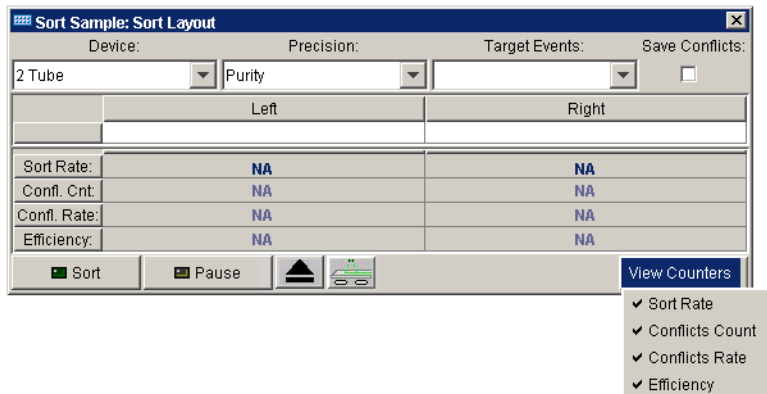 Sort Sample: Sort Layout
Device: Precision: Target Events: Save Conflicts:
2 Tube Purity
Left Right
Sort Rate: NA NA
Confl. Cnt: NA NA
Confl. Rate: NA NA
Efficiency: NA NA
Sort Pause View Counters
Sort Rate
Conflicts Count
Conflicts Rate
Efficiency